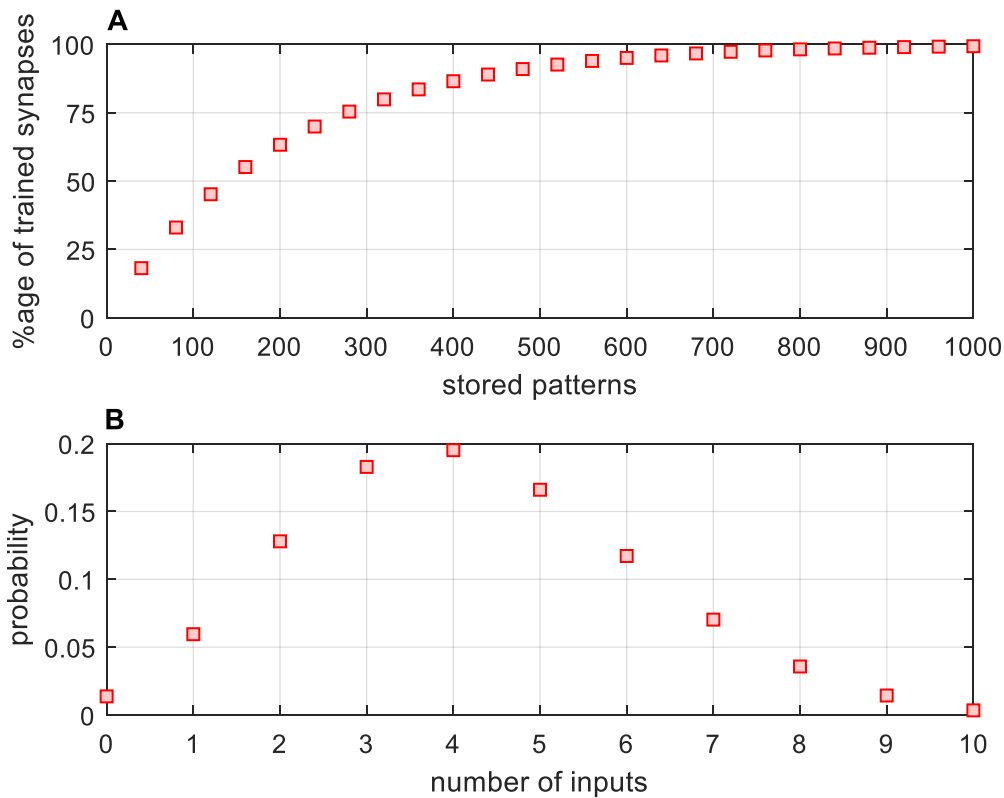 A
%age of trained synapses
100
75
50
25
0
0 100 200 300 400 500 600 700 800 900 1000
stored patterns
B
probability
0.2
0.15
0.1
0.05
0
0 1 2 3 4 5 6 7 8 9 10
number of inputs